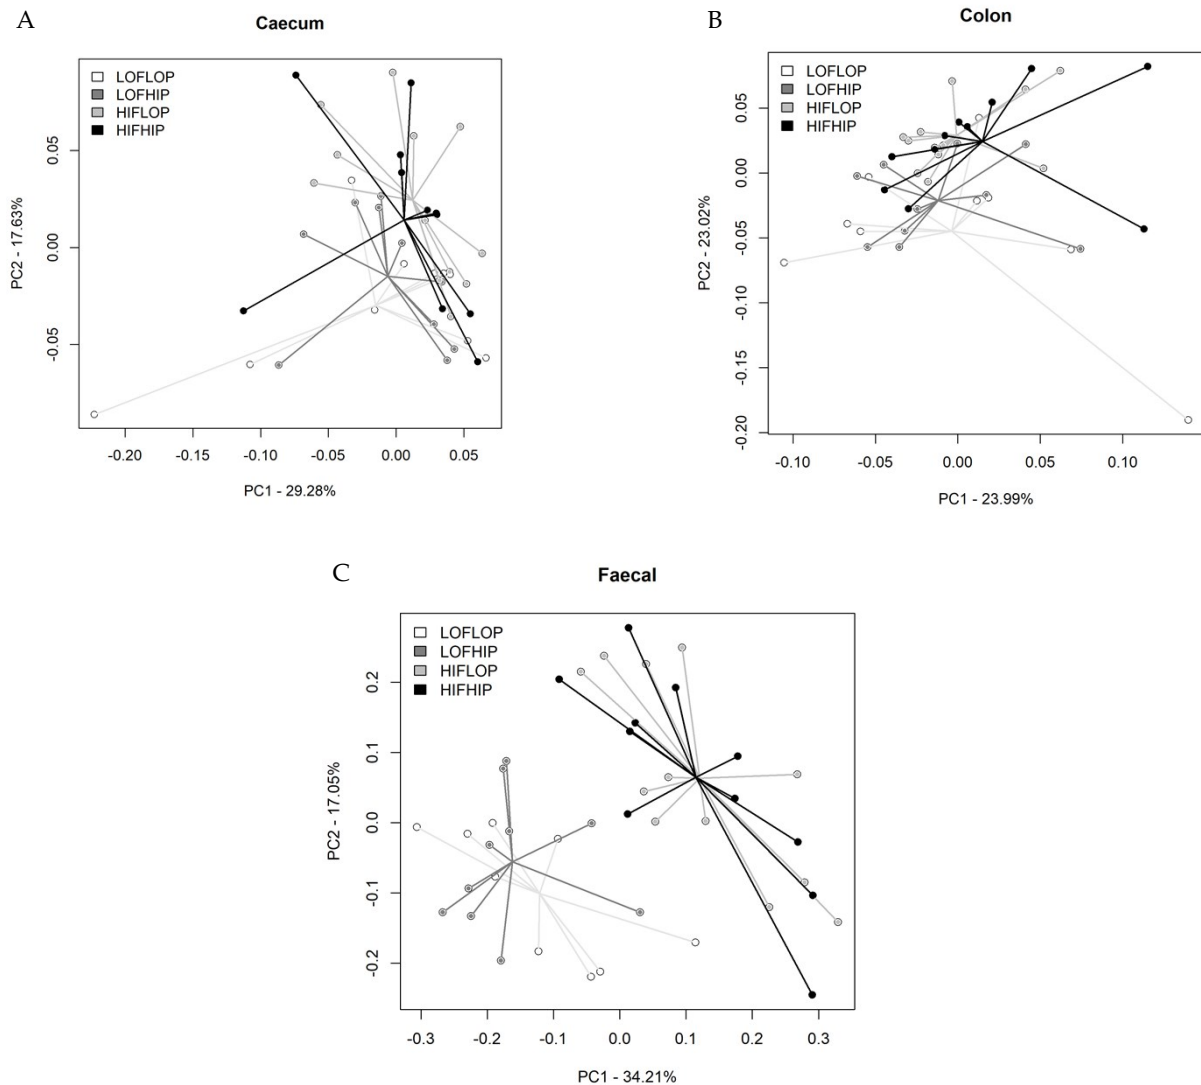 A
Caecum
LOFLOP
LOFHIP
HIFLOP
HIFHIP
0.05
0.00
-0.05
PC2 - 17.63%
-0.20 -0.15 -0.10 -0.05 0.00 0.05
PC1 - 29.28%
B
Colon
LOFLOP
LOFHIP
HIFLOP
HIFHIP
0.05
0.00
-0.05
-0.10
-0.15
-0.20
PC2 - 23.02%
-0.10 -0.05 0.00 0.05 0.10
PC1 - 23.99%
C
Faecal
LOFLOP
LOFHIP
HIFLOP
HIFHIP
0.2
0.1
0.0
-0.1
-0.2
PC2 - 17.05%
-0.3 -0.2 -0.1 0.0 0.1 0.2 0.3
PC1 - 34.21%